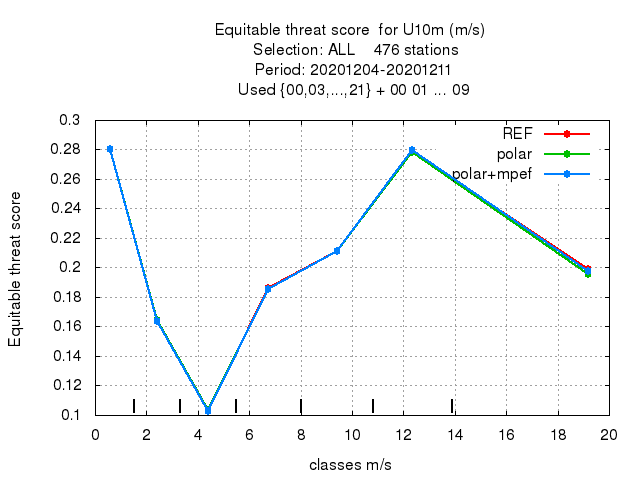 Equitable threat score  for U10m (m/s)
Selection: ALL    476 stations
Period: 20201204-20201211
Used {00,03,...,21} + 00 01 ... 09
REF
polar
polar+mpef
Equitable threat score
0.3
0.28
0.26
0.24
0.22
0.2
0.18
0.16
0.14
0.12
0.1
0 2 4 6 8 10 12 14 16 18 20
classes m/s